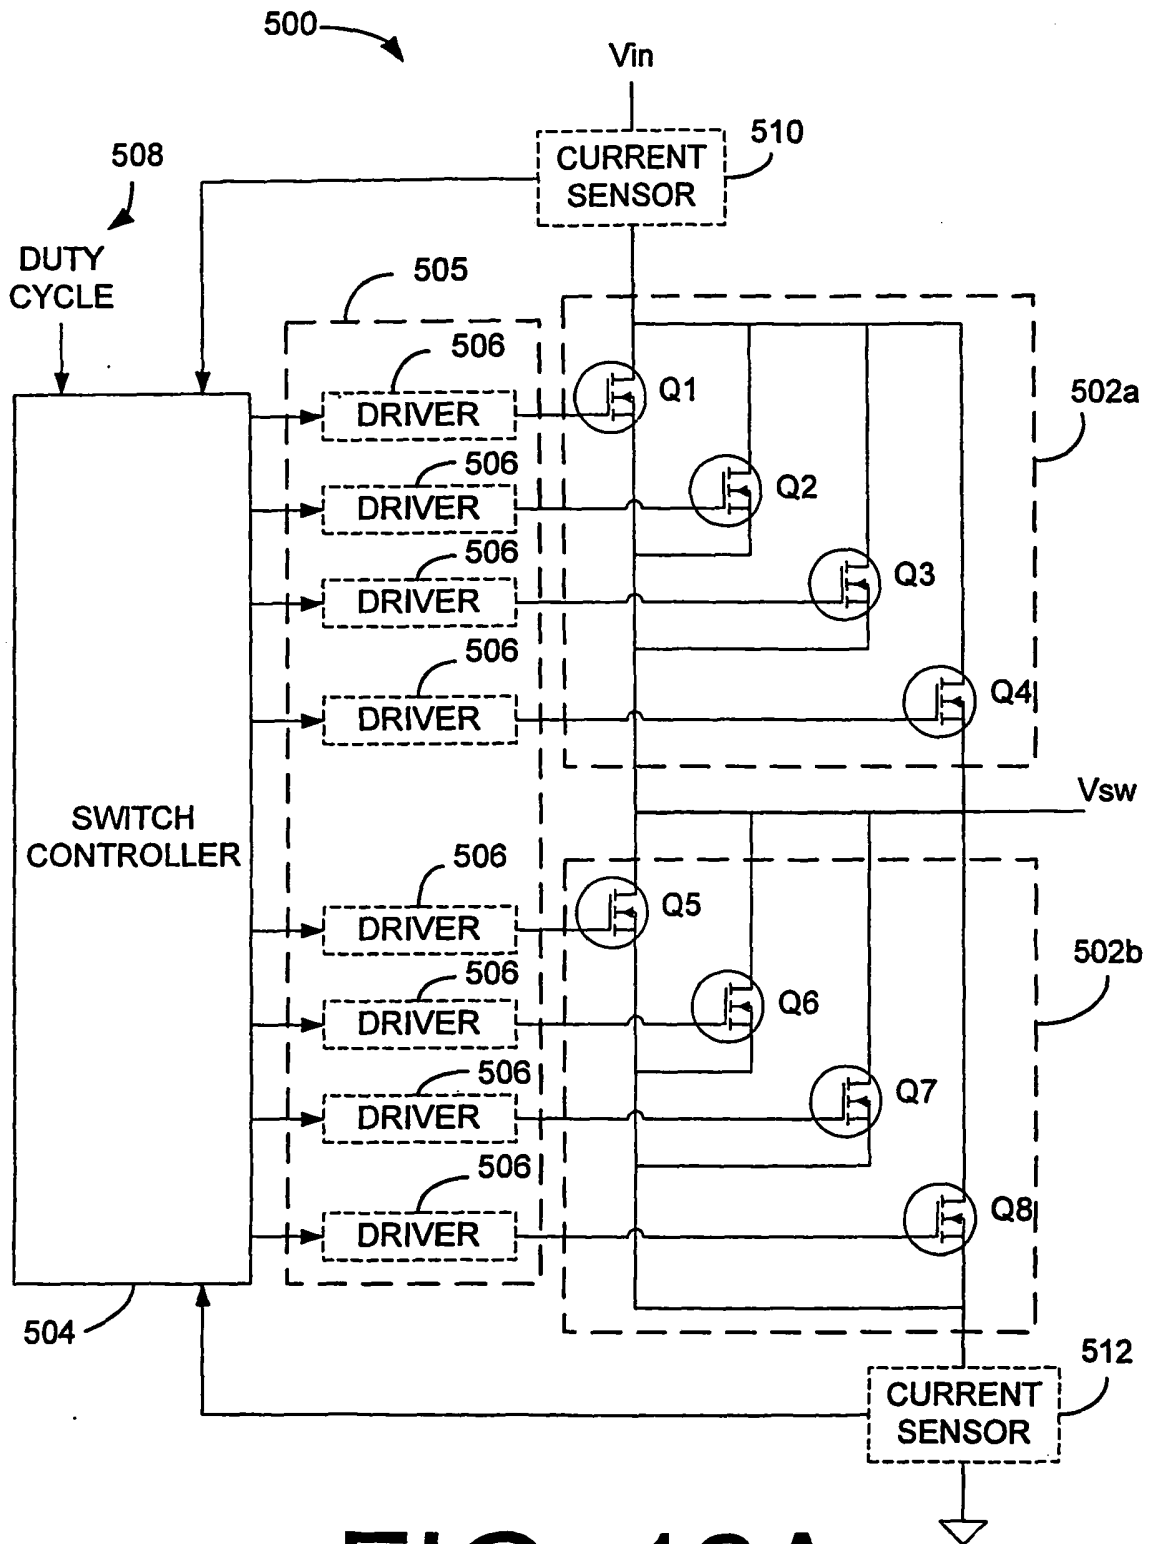 500
Vin
510
CURRENT
SENSOR
508
DUTY
CYCLE
505
506
DRIVER
Q1
502a
506
DRIVER
Q2
506
DRIVER
Q3
506
DRIVER
Q4
Vsw
SWITCH
CONTROLLER
506
DRIVER
Q5
502b
506
DRIVER
Q6
506
DRIVER
Q7
506
DRIVER
Q8
504
512
CURRENT
SENSOR